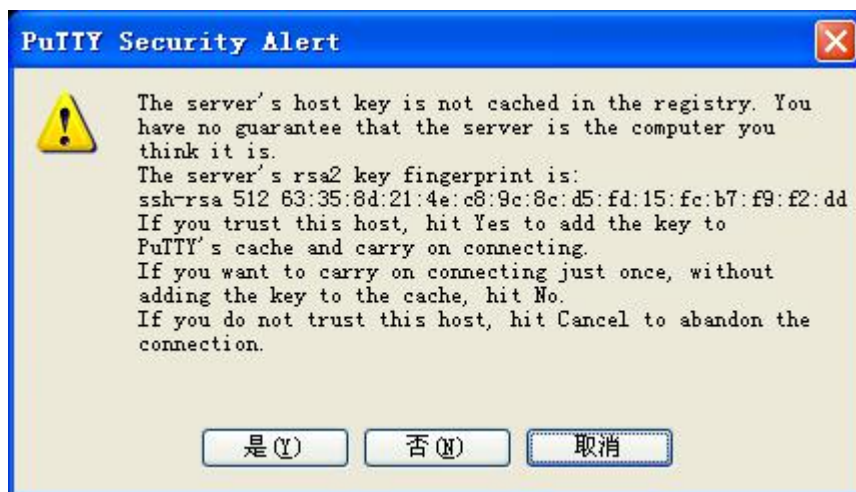 PuTTY Security Alert
The server's host key is not cached in the registry. You
have no guarantee that the server is the computer you
think it is.
The server's rsa2 key fingerprint is:
ssh-rsa 512 63:35:8d:21:4e:c8:9c:8c:d5:fd:15:fc:b7:f9:f2:dd
If you trust this host, hit Yes to add the key to
PuTTY's cache and carry on connecting.
If you want to carry on connecting just once, without
adding the key to the cache, hit No.
If you do not trust this host, hit Cancel to abandon the
connection.
是(Y) 否(N) 取消